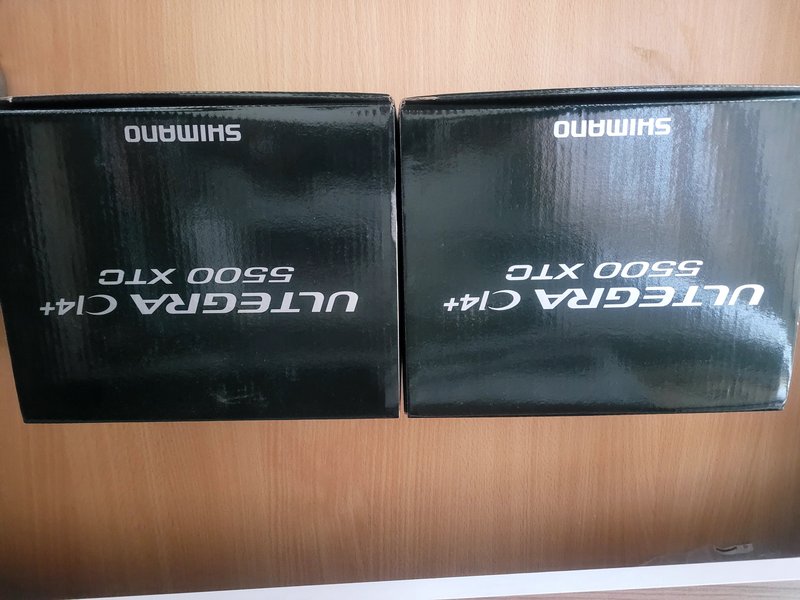 ULTEGRA CI4+
5500 XTC
SHIMANO
ULTEGRA CI4+
5500 XTC
SHIMANO